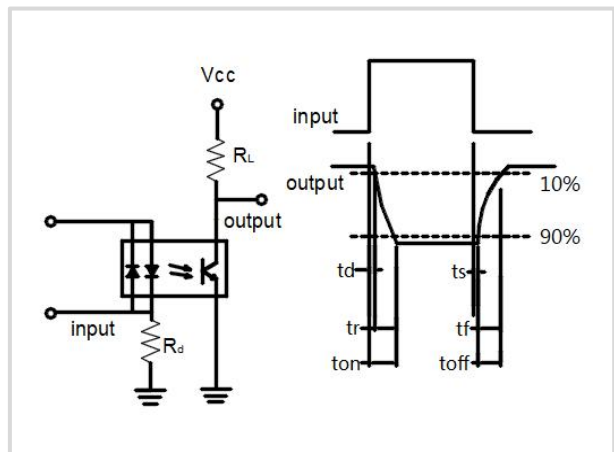 Vcc
RL
output
input
Rd
input
output
10%
90%
td
ts
tr
tf
ton
toff